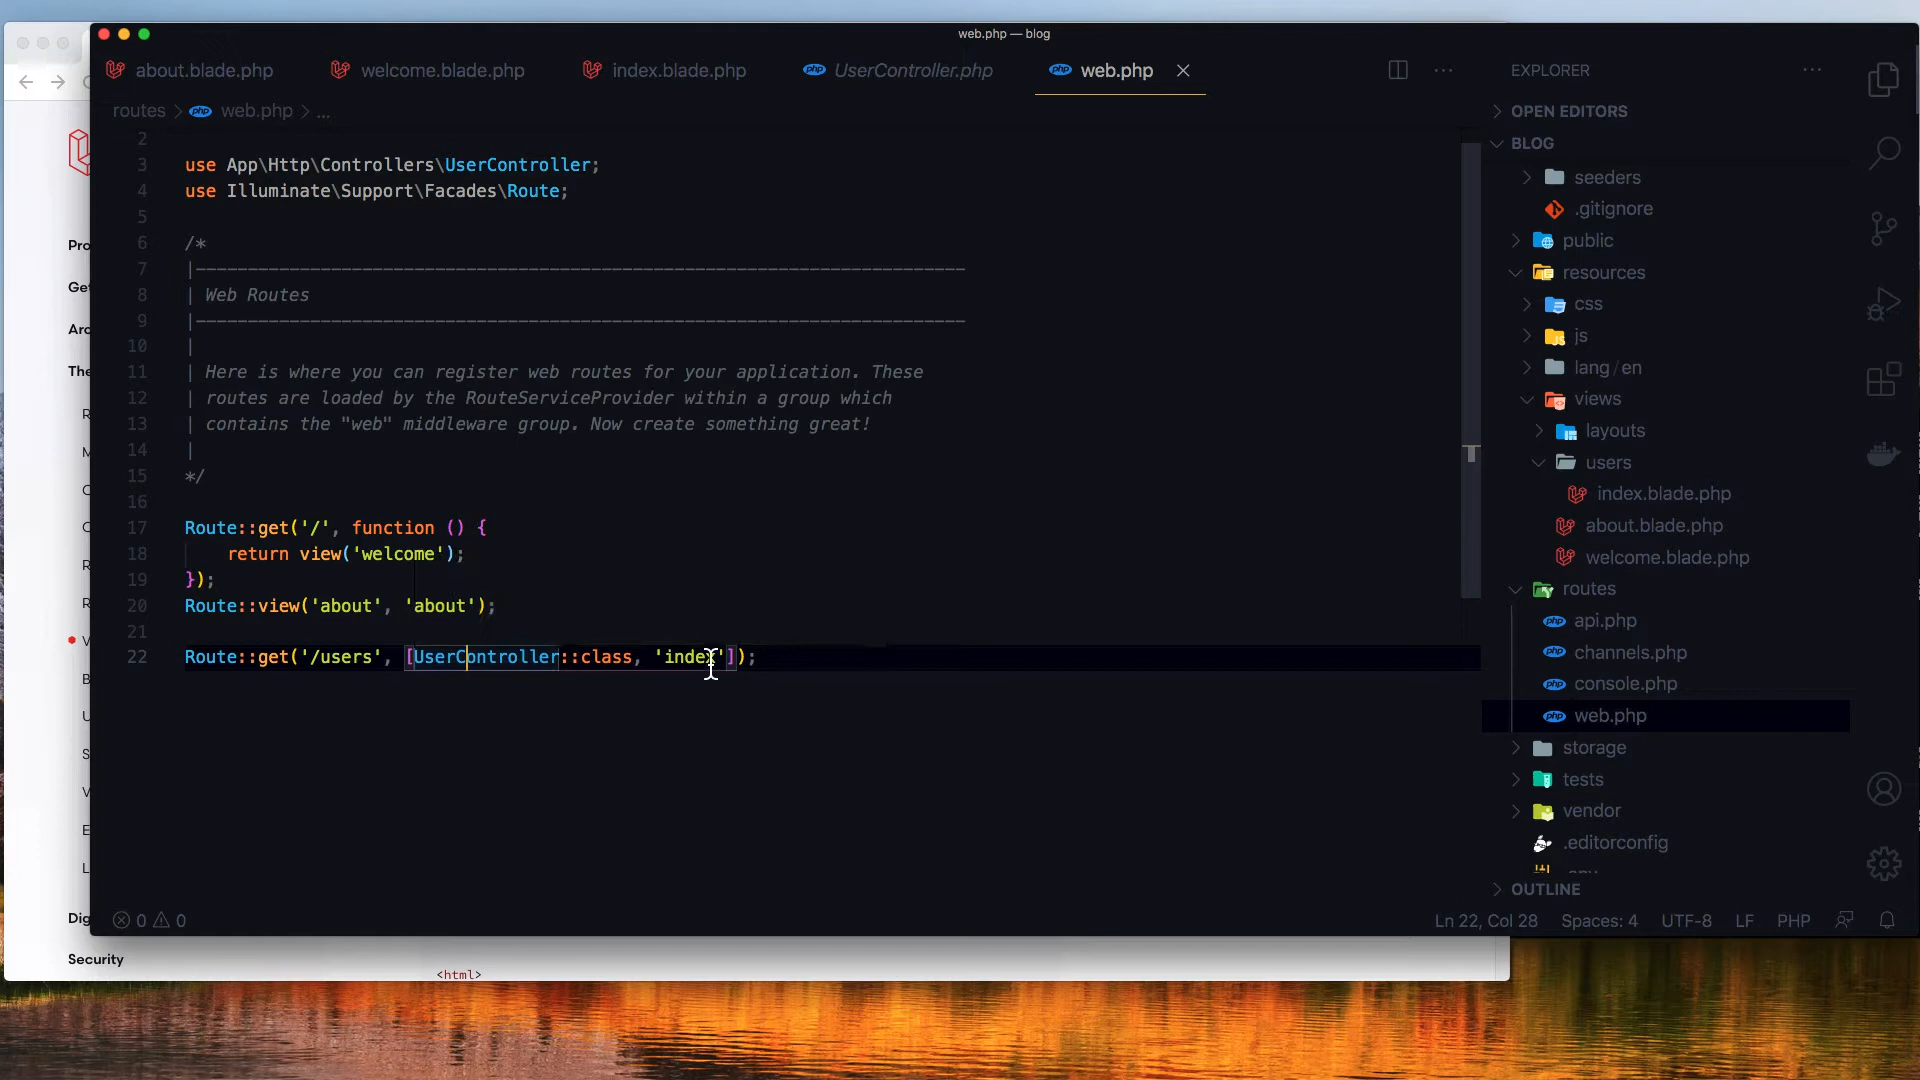 web.php — blog
about.blade.php
welcome.blade.php
index.blade.php
UserController.php
web.php
routes > web.php > ...
2
3 use App\Http\Controllers\UserController;
4 use Illuminate\Support\Facades\Route;
5
6 /*
7 |--------------------------------------------------------------------------
8 | Web Routes
9 |--------------------------------------------------------------------------
10 |
11 | Here is where you can register web routes for your application. These
12 | routes are loaded by the RouteServiceProvider within a group which
13 | contains the "web" middleware group. Now create something great!
14 |
15 */
16
17 Route::get('/', function () {
18 return view('welcome');
19 });
20 Route::view('about', 'about');
21
22 Route::get('/users', [UserController::class, 'index']);
EXPLORER
OPEN EDITORS
BLOG
seeders
.gitignore
public
resources
css
js
lang/en
views
layouts
users
index.blade.php
about.blade.php
welcome.blade.php
routes
api.php
channels.php
console.php
web.php
storage
tests
vendor
.editorconfig
OUTLINE
0 0
Ln 22, Col 28 Spaces: 4 UTF-8 LF PHP
Pro
Get
Arc
The
R
M
C
C
R
R
V
B
U
S
V
E
L
Dig
Security
<html>